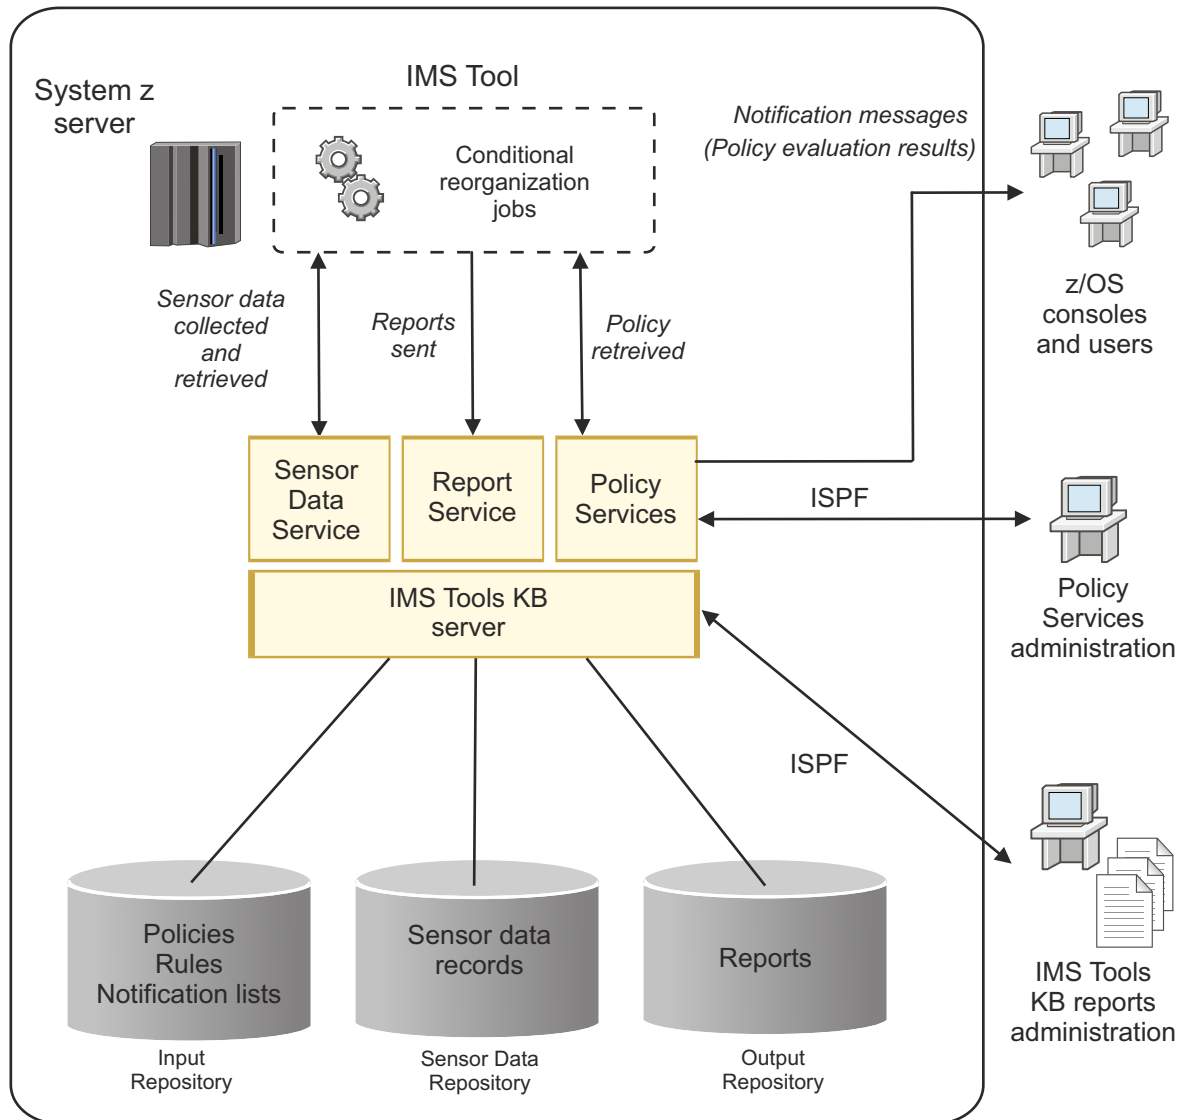 System z
server
IMS Tool
Conditional
reorganization
jobs
Notification messages
(Policy evaluation results)
z/OS
consoles
and users
Sensor data
collected
and
retrieved
Reports
sent
Policy
retreived
Sensor
Data
Service
Report
Service
Policy
Services
ISPF
Policy
Services
administration
IMS Tools KB
server
ISPF
Policies
Rules
Notification lists
Sensor data
records
Reports
IMS Tools
KB reports
administration
Input
Repository
Sensor Data
Repository
Output
Repository